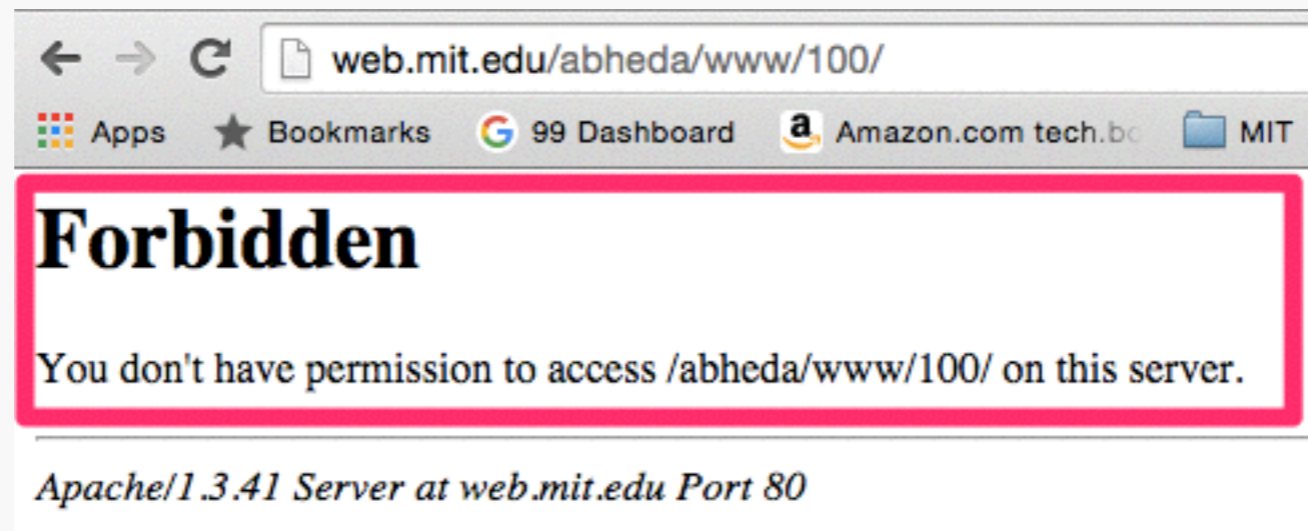 web.mit.edu/abheda/www/100/
Apps Bookmarks 99 Dashboard Amazon.com tech.bo MIT
Forbidden
You don't have permission to access /abheda/www/100/ on this server.
Apache/1.3.41 Server at web.mit.edu Port 80